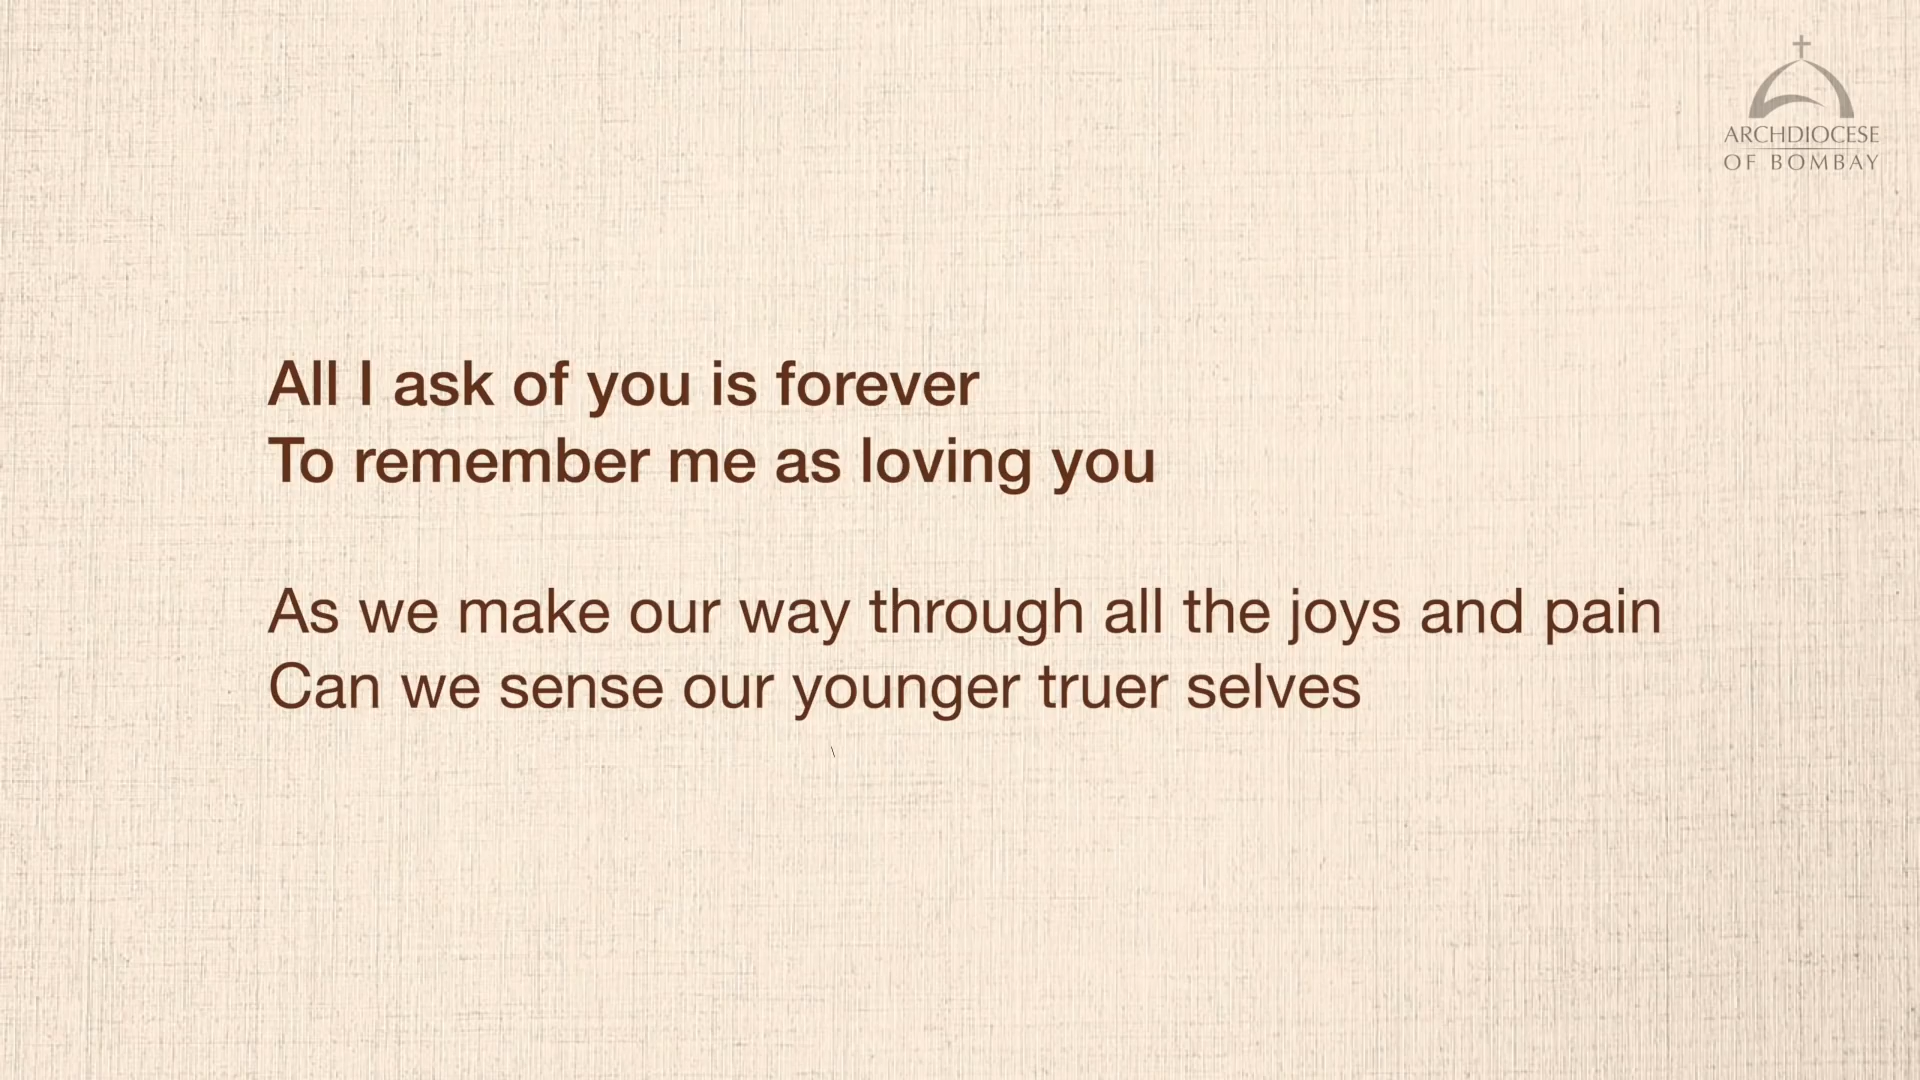 ARCHDIOCESE
OF BOMBAY
All I ask of you is forever
To remember me as loving you
As we make our way through all the joys and pain
Can we sense our younger truer selves
\